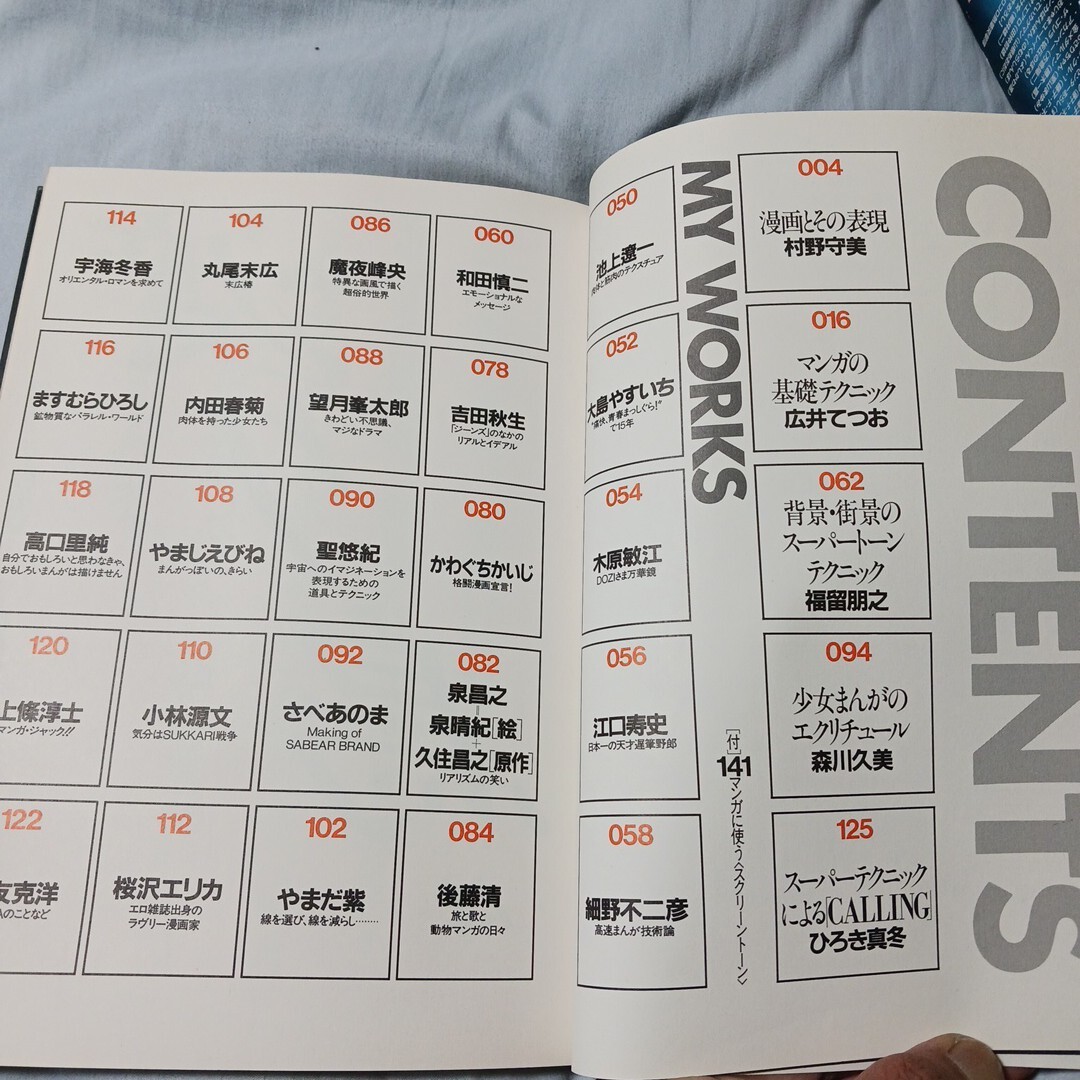 CONTENTS
004
漫画とその表現
村野守美
016
マンガの
基礎テクニック
広井てつお
062
背景・街景の
スーパートーン
テクニック
福留朋之
094
少女まんがの
エクリチュール
森川久美
125
スーパーテクニック
による「CALLING」
ひろき真冬
MY WORKS
[付]141マンガに使う〈スクリーントーン〉
050
池上遼一
肉体と筋肉のテクスチュア
052
大島やすいち
"痛快、青春まっしぐら!"
で15年
054
木原敏江
DOZIさま万華鏡
056
江口寿史
日本一の天才遅筆野郎
058
細野不二彦
高速まんが技術論
060
和田慎二
エモーショナルな
メッセージ
078
吉田秋生
「ジーンズ」のなかの
リアルとイデアル
080
かわぐちかいじ
格闘漫画宣言!
082
泉昌之
=
泉晴紀[絵]
+
久住昌之[原作]
リアリズムの笑い
084
後藤清
旅と歌と
動物マンガの日々
086
魔夜峰央
特異な画風で描く
超俗的世界
088
望月峯太郎
きわどい不思議、
マジなドラマ
090
聖悠紀
宇宙へのイマジネーションを
表現するための
道具とテクニック
092
さべあのま
Making of
SABEAR BRAND
102
やまだ紫
線を選び、線を減らし………
104
丸尾末広
末広椿
106
内田春菊
肉体を持った少女たち
108
やまじえびね
まんがっぽいの、きらい
110
小林源文
気分はSUKKARI戦争
112
桜沢エリカ
エロ雑誌出身の
ラヴリー漫画家
114
宇海冬香
オリエンタル・ロマンを求めて
116
ますむらひろし
鉱物質なパラレル・ワールド
118
高口里純
自分でおもしろいと思わなきゃ、
おもしろいまんがは描けません
120
上條淳士
マンガ・ジャック!!
122
友克洋
Aのことなど